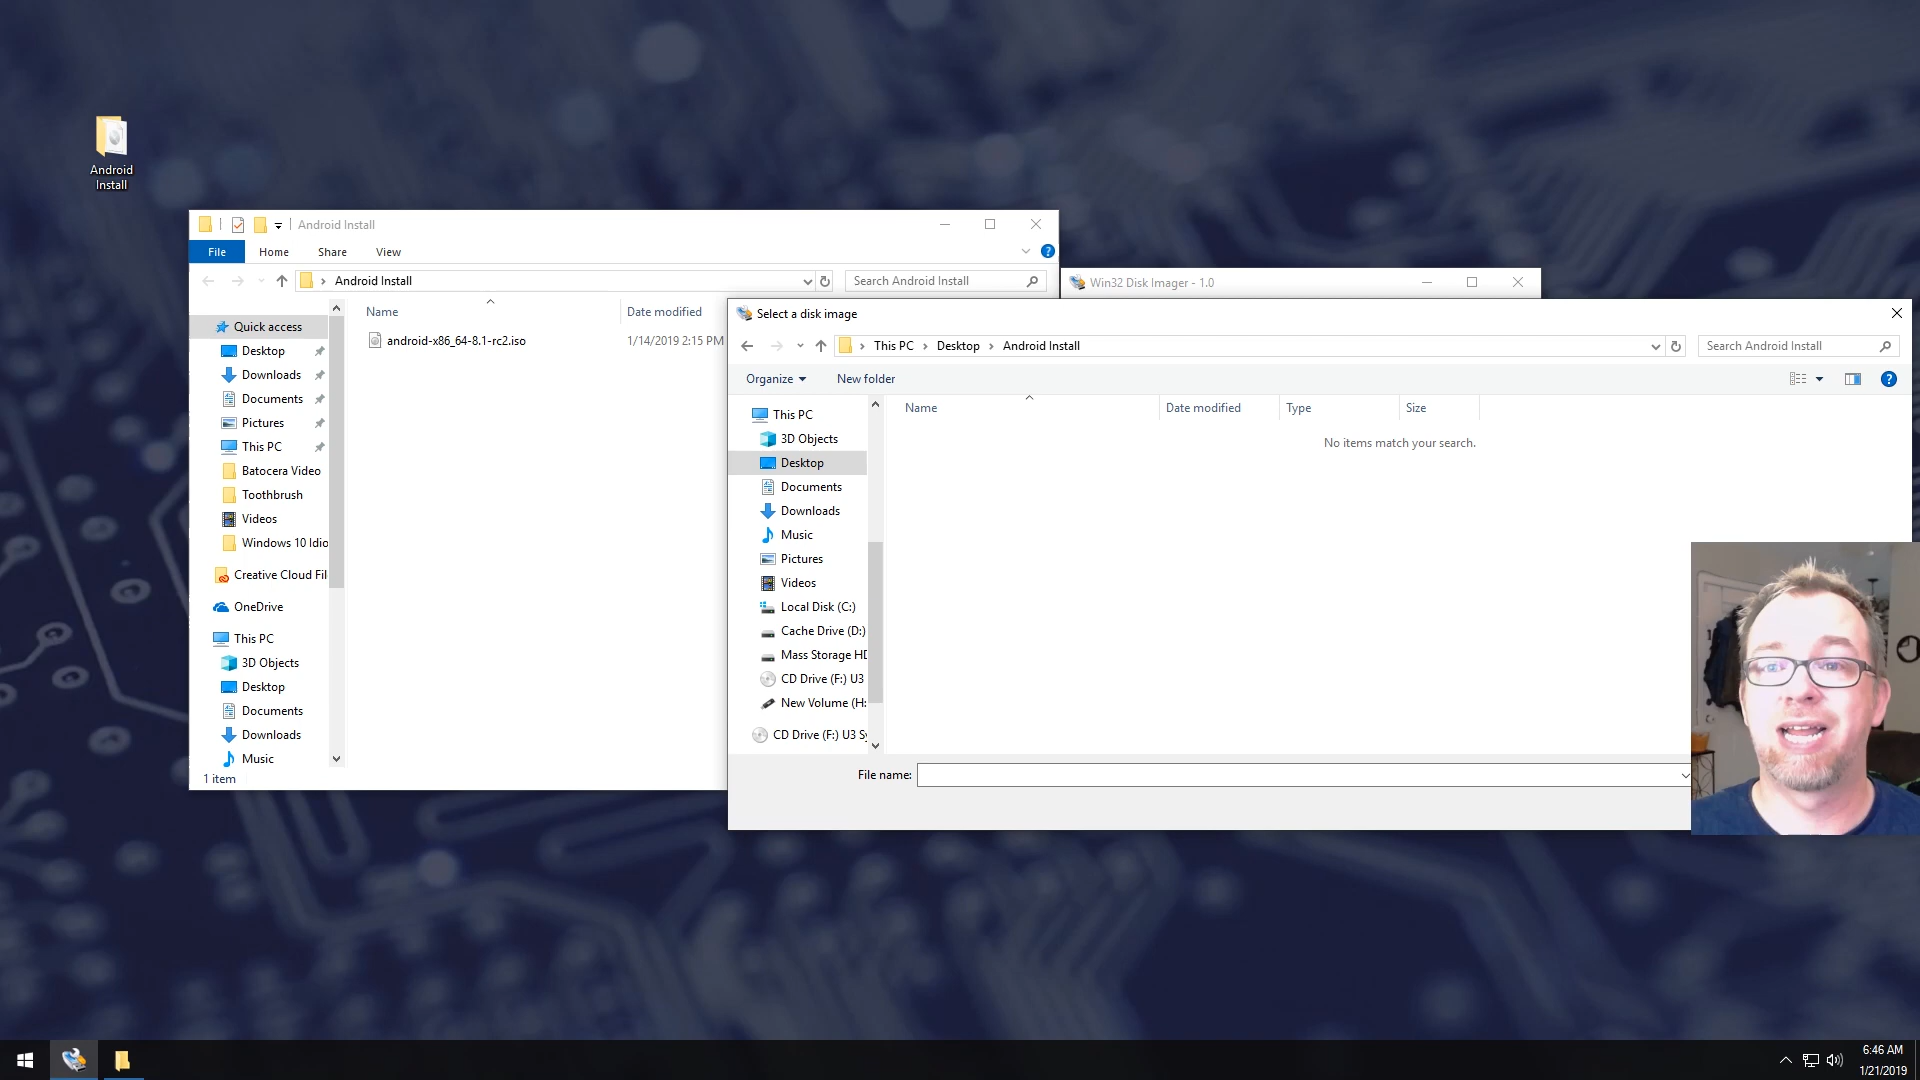 Android
Install
Android Install
File
Home
Share
View
Android Install
Search Android Install
Name
Date modified
android-x86_64-8.1-rc2.iso
1/14/2019 2:15 PM
Quick access
Desktop
Downloads
Documents
Pictures
This PC
Batocera Video
Toothbrush
Videos
Windows 10 Idio
Creative Cloud Fil
OneDrive
This PC
3D Objects
Desktop
Documents
Downloads
Music
1 item
Win32 Disk Imager - 1.0
Select a disk image
This PC > Desktop > Android Install
Search Android Install
Organize
New folder
Name
Date modified
Type
Size
No items match your search.
This PC
3D Objects
Desktop
Documents
Downloads
Music
Pictures
Videos
Local Disk (C:)
Cache Drive (D:)
Mass Storage HD
CD Drive (F:) U3
New Volume (H:
CD Drive (F:) U3 Sy
File name:
6:46 AM
1/21/2019